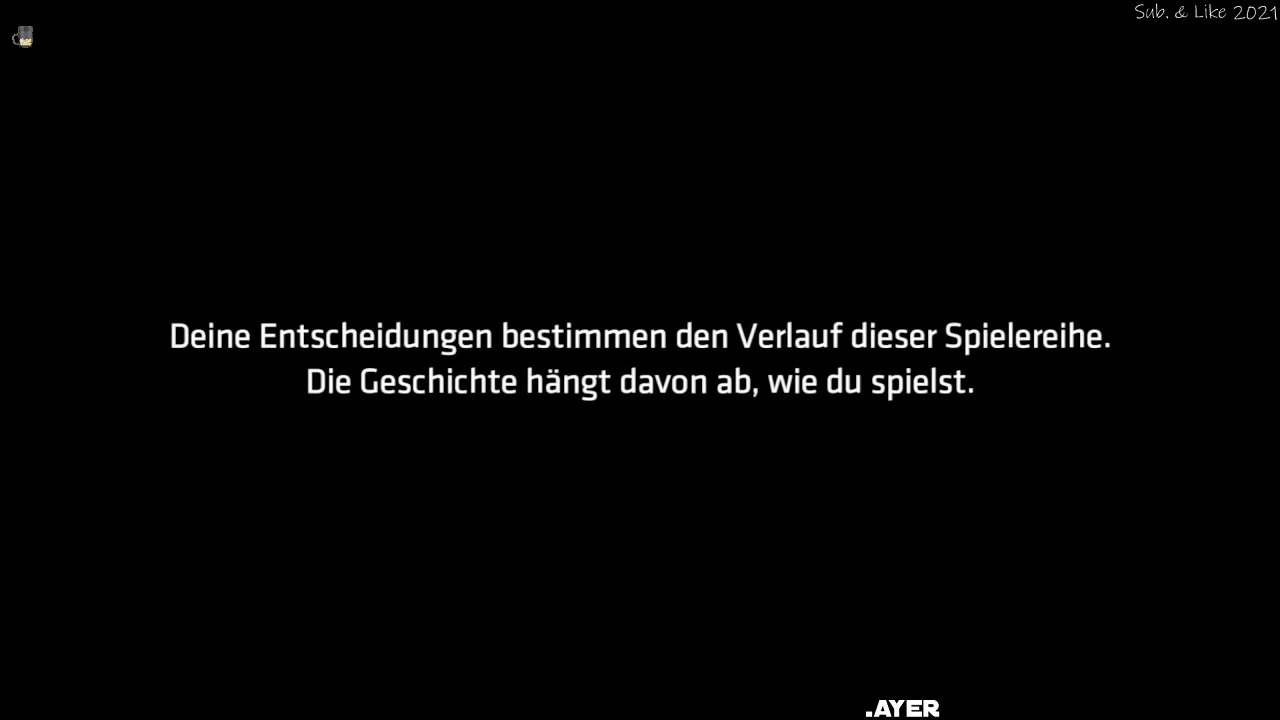 Sub. & Like 2021
Deine Entscheidungen bestimmen den Verlauf dieser Spielereihe.
Die Geschichte hängt davon ab, wie du spielst.
.AYER